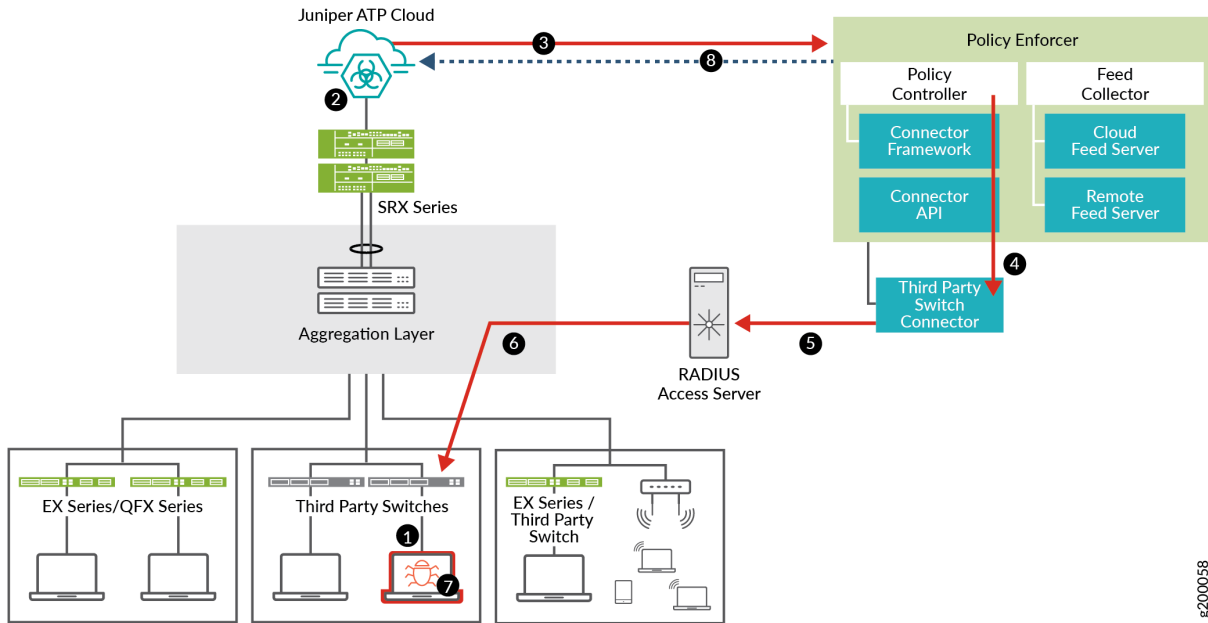 Juniper ATP Cloud
3
8
2
Policy Enforcer
Policy
Controller
Feed
Collector
Connector
Framework
Cloud
Feed Server
Connector
API
Remote
Feed Server
SRX Series
4
Third Party
Switch
Connector
Aggregation Layer
6
5
RADIUS
Access Server
EX Series/QFX Series
Third Party Switches
EX Series /
Third Party
Switch
1
7
g200058